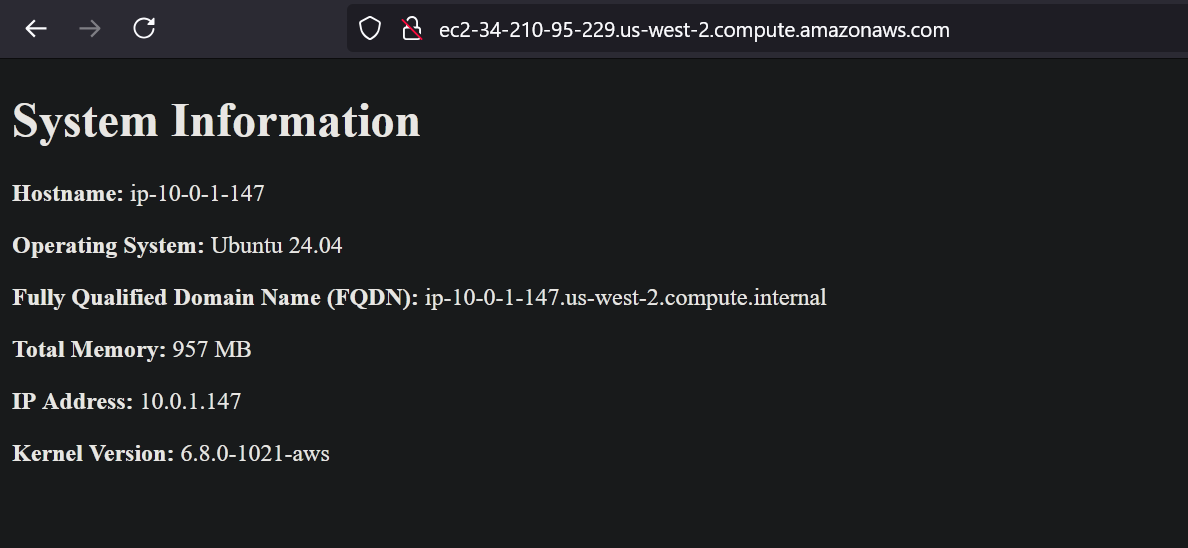 ec2-34-210-95-229.us-west-2.compute.amazonaws.com
System Information
Hostname: ip-10-0-1-147
Operating System: Ubuntu 24.04
Fully Qualified Domain Name (FQDN): ip-10-0-1-147.us-west-2.compute.internal
Total Memory: 957 MB
IP Address: 10.0.1.147
Kernel Version: 6.8.0-1021-aws